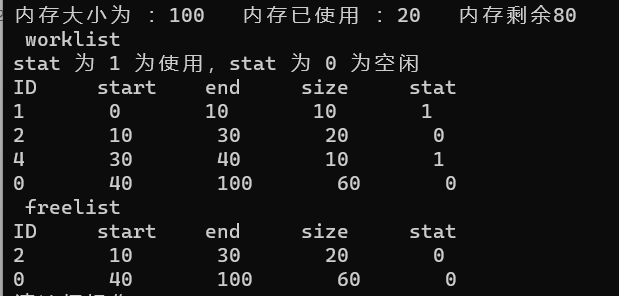 内存大小为 : 100 内存已使用 : 20 内存剩余80
worklist
stat 为 1 为使用, stat 为 0 为空闲
ID start end size stat
1 0 10 10 1
2 10 30 20 0
4 30 40 10 1
0 40 100 60 0
freelist
ID start end size stat
2 10 30 20 0
0 40 100 60 0